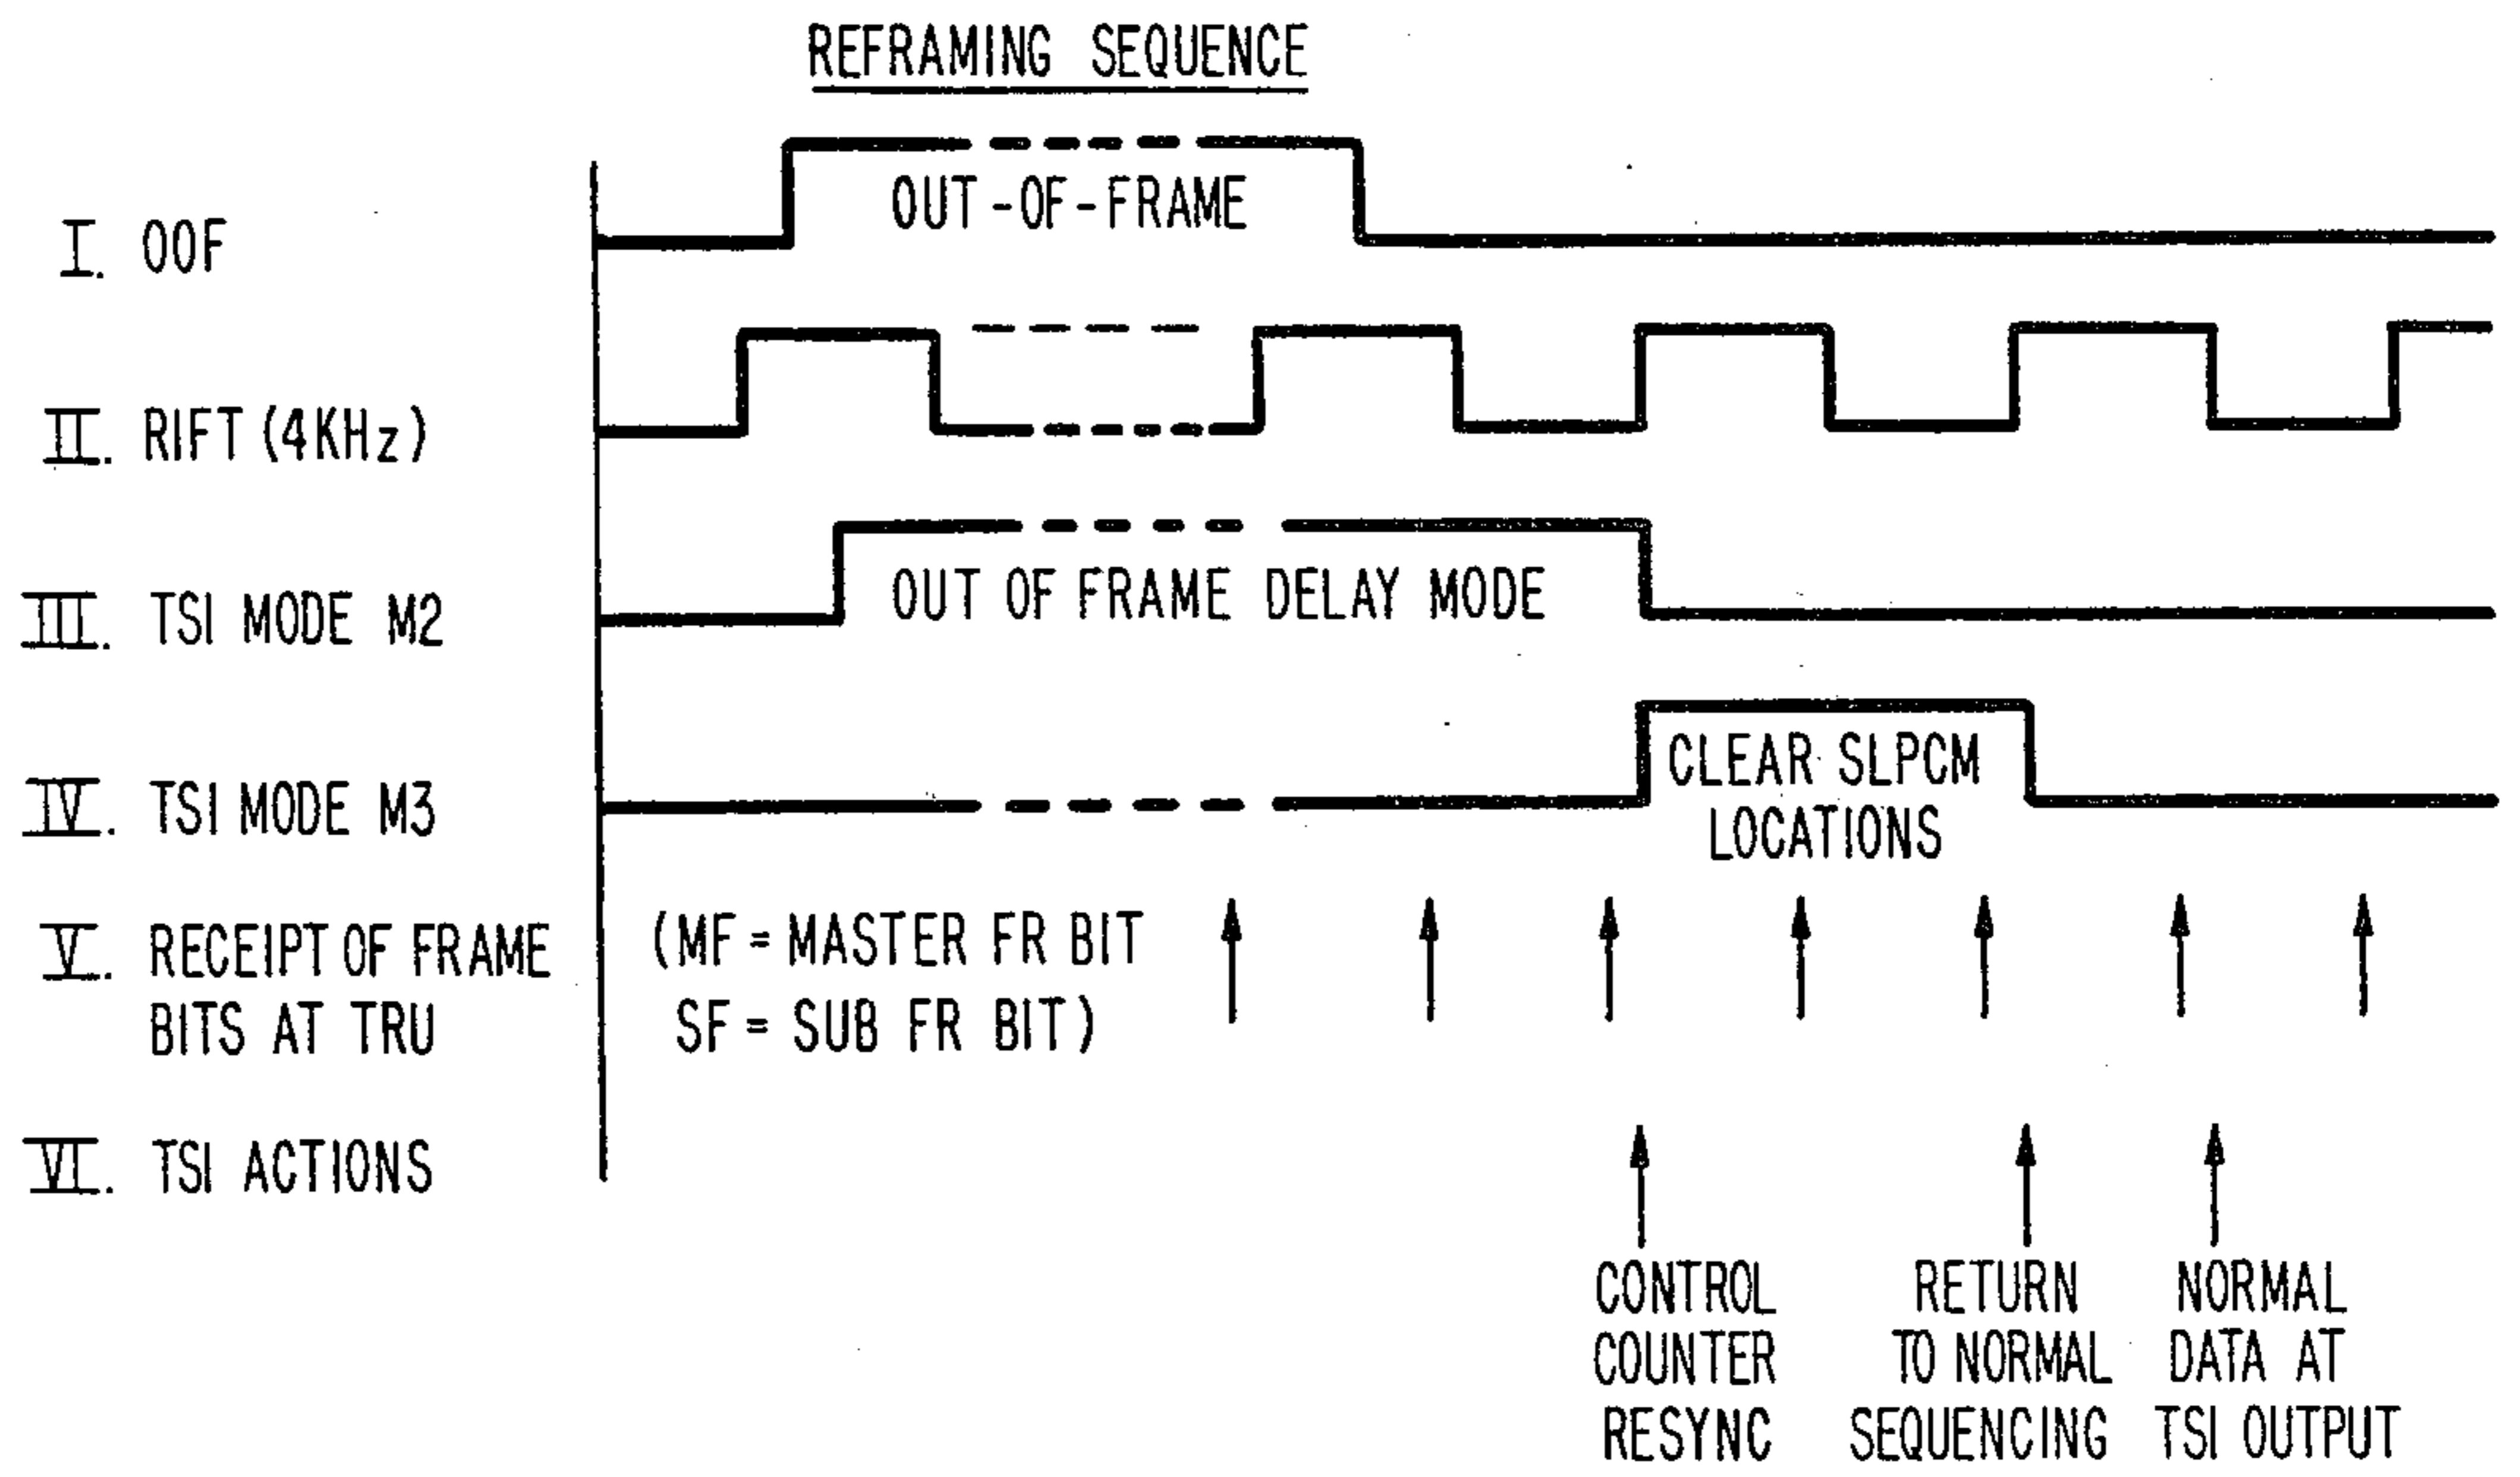 REFRAMING SEQUENCE
OUT-OF-FRAME
I. OOF
II. RIFT (4KHz)
OUT OF FRAME DELAY MODE
III. TSI MODE M2
CLEAR SLPCM
LOCATIONS
IV. TSI MODE M3
V. RECEIPT OF FRAME
BITS AT TRU
(MF = MASTER FR BIT
SF = SUB FR BIT)
VI. TSI ACTIONS
CONTROL
COUNTER
RESYNC
RETURN
TO NORMAL
SEQUENCING
NORMAL
DATA AT
TSI OUTPUT